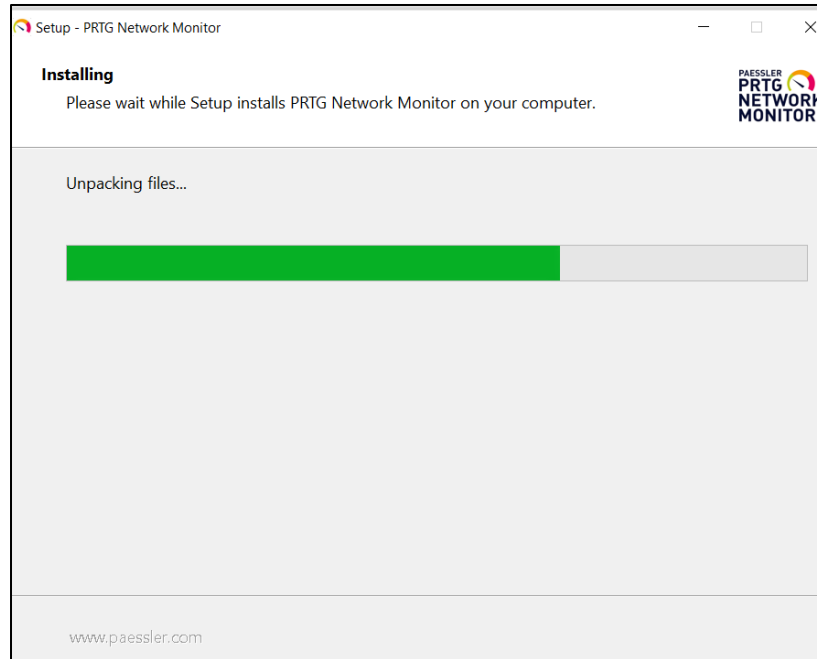 Setup - PRTG Network Monitor
Installing
Please wait while Setup installs PRTG Network Monitor on your computer.
PAESSLER
PRTG
NETWORK
MONITOR
Unpacking files...
www.paessler.com